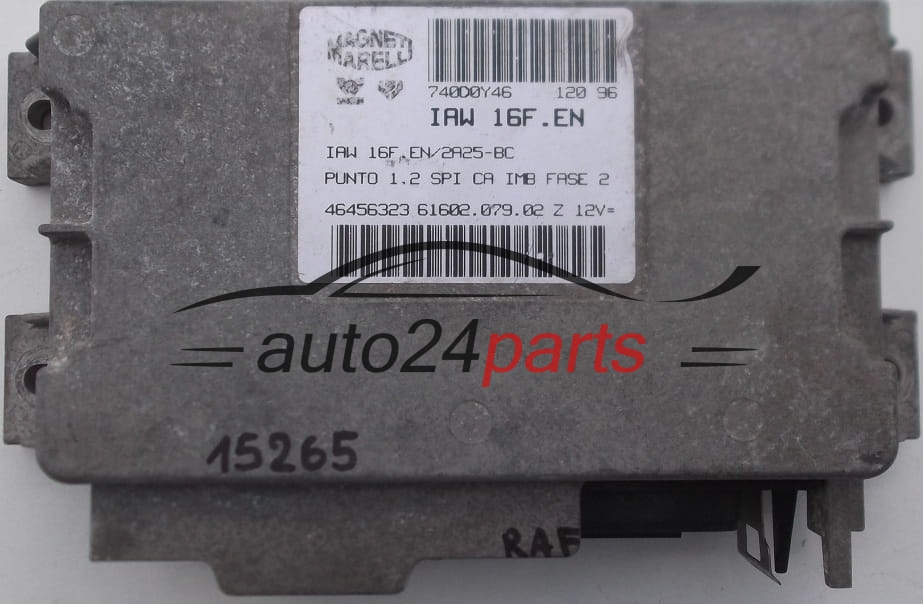 MAGNETI
MARELLI
740D0Y46 120 96
IAW 16F.EN
IAW 16F.EN/2A25-BC
PUNTO 1.2 SPI CA IMB FASE 2
46456323 61602.079.02 Z 12V=
auto24parts
15265
RAF